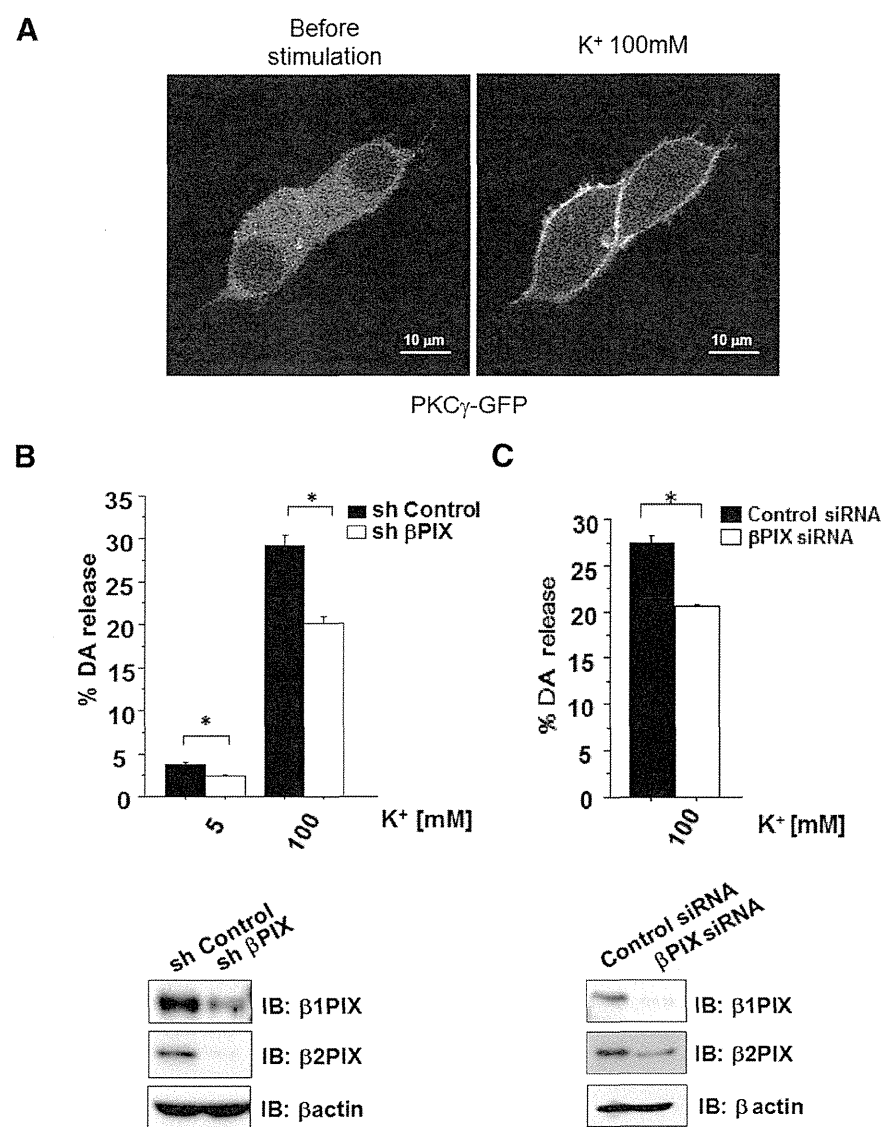 A
Before
stimulation
K+ 100mM
10 μm
10 μm
PKCγ-GFP
B
35
30
25
20
15
10
5
0
% DA release
*
*
sh Control
sh βPIX
5
100
K+ [mM]
sh Control
sh βPIX
IB: β1PIX
IB: β2PIX
IB: βactin
C
30
25
20
15
10
5
0
% DA release
*
Control siRNA
βPIX siRNA
100
K+ [mM]
Control siRNA
βPIX siRNA
IB: β1PIX
IB: β2PIX
IB: β actin